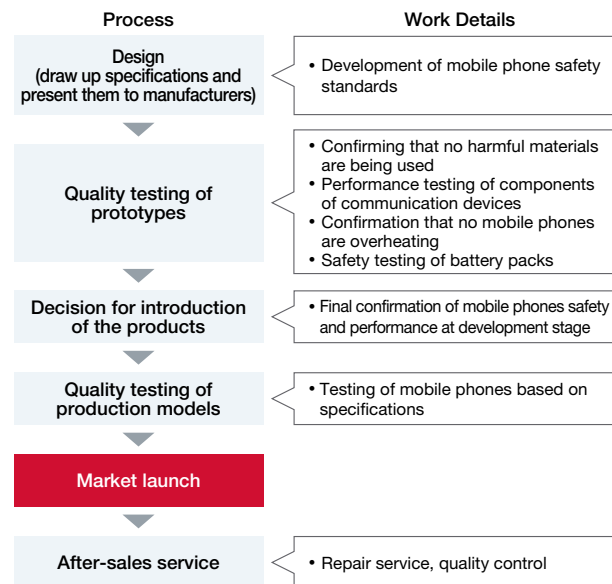 Process
Work Details
Design
(draw up specifications and
present them to manufacturers)
• Development of mobile phone safety
standards
Quality testing of
prototypes
• Confirming that no harmful materials
are being used
• Performance testing of components
of communication devices
• Confirmation that no mobile phones
are overheating
• Safety testing of battery packs
Decision for introduction
of the products
• Final confirmation of mobile phones safety
and performance at development stage
Quality testing of
production models
• Testing of mobile phones based on
specifications
Market launch
After-sales service
• Repair service, quality control